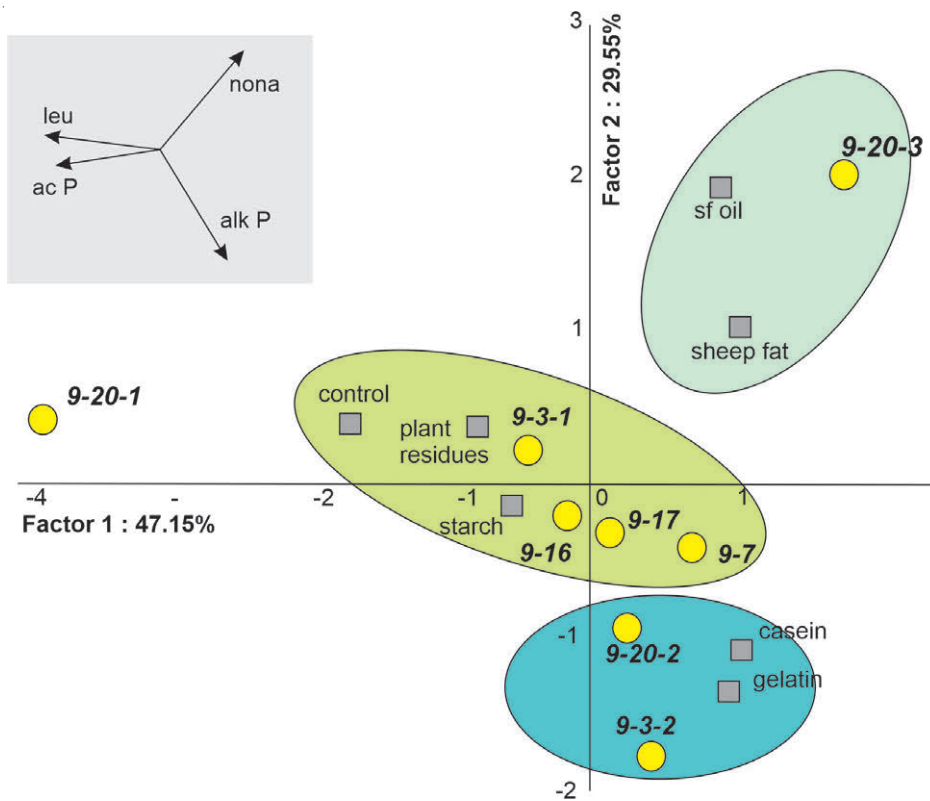 3
Factor 2 : 29.55%
nona
leu
ac P
alk P
9-20-3
2
sf oil
1
sheep fat
9-20-1
control
9-3-1
plant
residues
-4
-
-2
-1
0
1
Factor 1 : 47.15%
starch
9-17
9-16
9-7
-1
casein
9-20-2
gelatin
9-3-2
-2